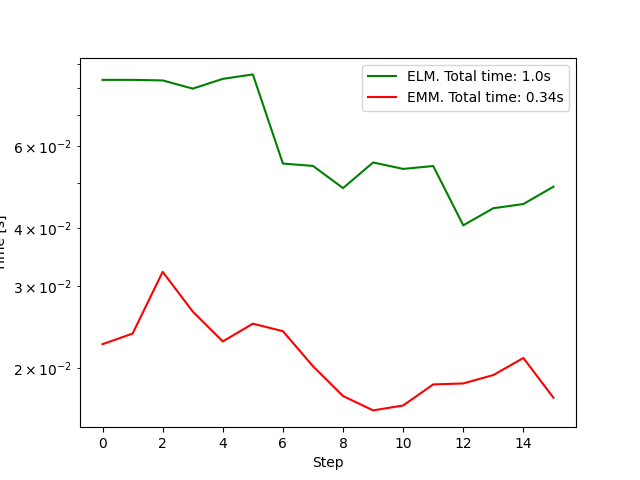 ELM. Total time: 1.0s
EMM. Total time: 0.34s
6 × 10⁻²
4 × 10⁻²
3 × 10⁻²
2 × 10⁻²
0 2 4 6 8 10 12 14
Step